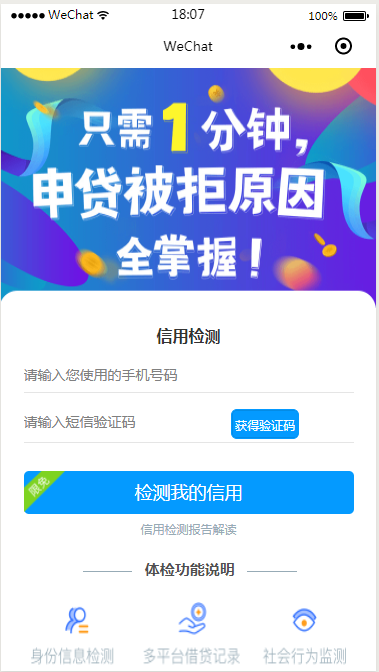 WeChat 18:07 100%
WeChat
只需1分钟，
申贷被拒原因
全掌握！
信用检测
请输入您使用的手机号码
请输入短信验证码 获得验证码
限免 检测我的信用
信用检测报告解读
体检功能说明
身份信息检测 多平台借贷记录 社会行为监测